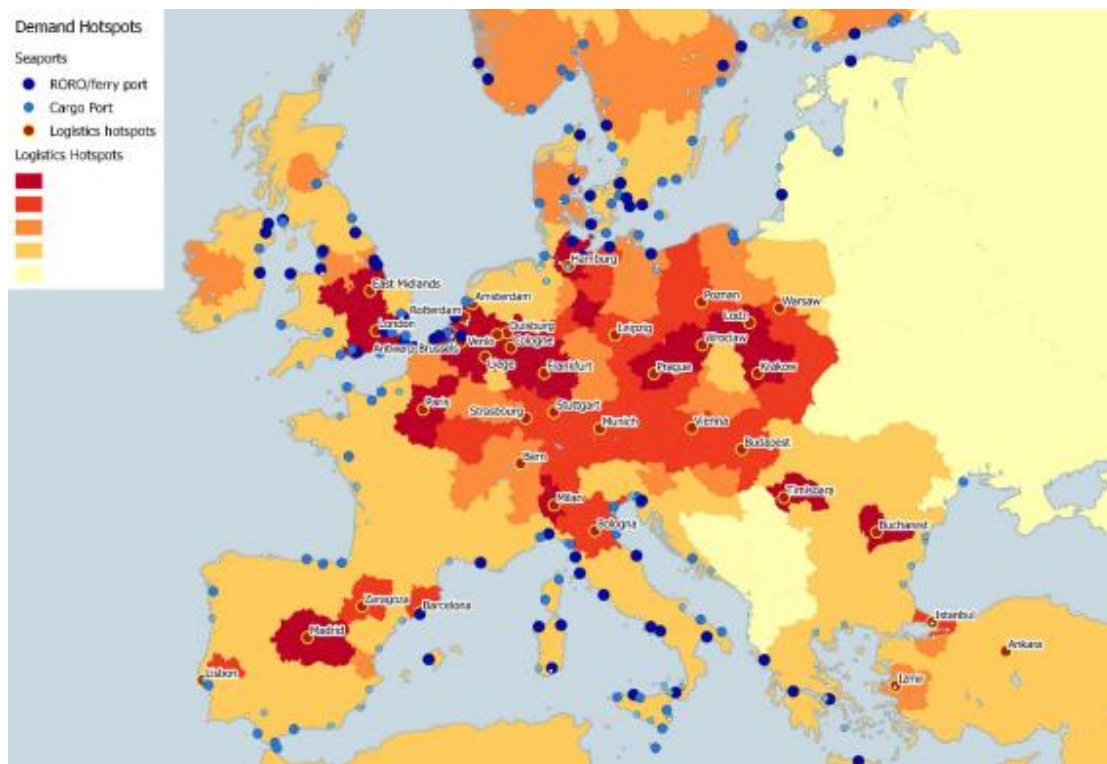 Demand Hotspots
Seaports
RORO/ferry port
Cargo Port
Logistics hotspots
Logistics Hotspots
Hamburg
East Midlands
Amsterdam
Rotterdam
Poznan
Warsaw
London
Duisburg
Lodz
Leipzig
Antwerp
Brussels
Venlo
Cologne
Wroclaw
Liage
Frankfurt
Prague
Krakow
Paris
Strasbourg
Stuttgart
Munich
Vienna
Budapest
Bern
Milan
Timisoara
Bologna
Bucharest
Zaragoza
Barcelona
Istanbul
Madrid
Ankara
Lisbon
Izmir